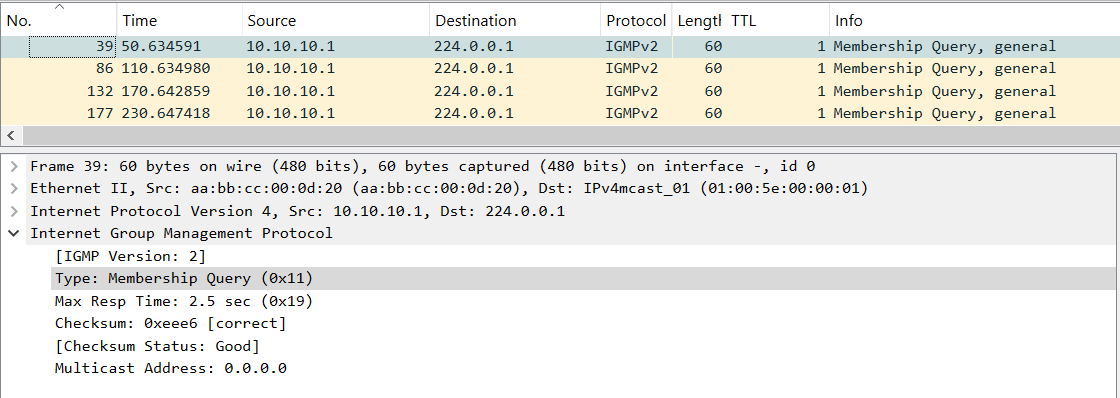 No. Time Source Destination Protocol Length TTL Info
39 50.634591 10.10.10.1 224.0.0.1 IGMPv2 60 1 Membership Query, general
86 110.634980 10.10.10.1 224.0.0.1 IGMPv2 60 1 Membership Query, general
132 170.642859 10.10.10.1 224.0.0.1 IGMPv2 60 1 Membership Query, general
177 230.647418 10.10.10.1 224.0.0.1 IGMPv2 60 1 Membership Query, general
Frame 39: 60 bytes on wire (480 bits), 60 bytes captured (480 bits) on interface -, id 0
Ethernet II, Src: aa:bb:cc:00:0d:20 (aa:bb:cc:00:0d:20), Dst: IPv4mcast_01 (01:00:5e:00:00:01)
Internet Protocol Version 4, Src: 10.10.10.1, Dst: 224.0.0.1
Internet Group Management Protocol
[IGMP Version: 2]
Type: Membership Query (0x11)
Max Resp Time: 2.5 sec (0x19)
Checksum: 0xeee6 [correct]
[Checksum Status: Good]
Multicast Address: 0.0.0.0